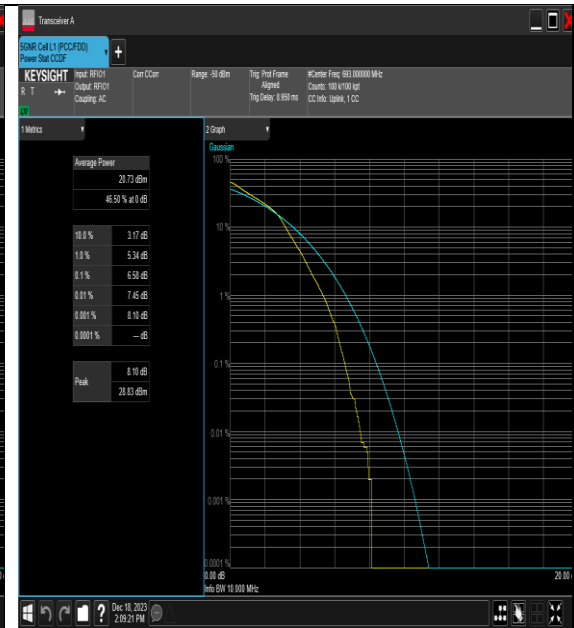 Transceiver A
5GNR Cell L1 (PCC/FDD)
Power Stat CCDF
KEYSIGHT
R T
Input: RFIO1
Output: RFIO1
Coupling: AC
Corr CCorr
Range: -50 dBm
Trig: Prot Frame
Aligned
Trig Delay: 8.950 ms
#Center Freq: 693.000000 MHz
Counts: 100 k/100 kpt
CC Info: Uplink, 1 CC
1 Metrics
Average Power
20.73 dBm
46.50 % at 0 dB
10.0 % 3.17 dB
1.0 % 5.34 dB
0.1 % 6.58 dB
0.01 % 7.45 dB
0.001 % 8.10 dB
0.0001 % --- dB
Peak
8.10 dB
28.83 dBm
2 Graph
Gaussian
100 %
10 %
1 %
0.1 %
0.01 %
0.001 %
0.0001 %
0.00 dB
20.00
Info BW 10.000 MHz
Dec 18, 2023
2:09:21 PM